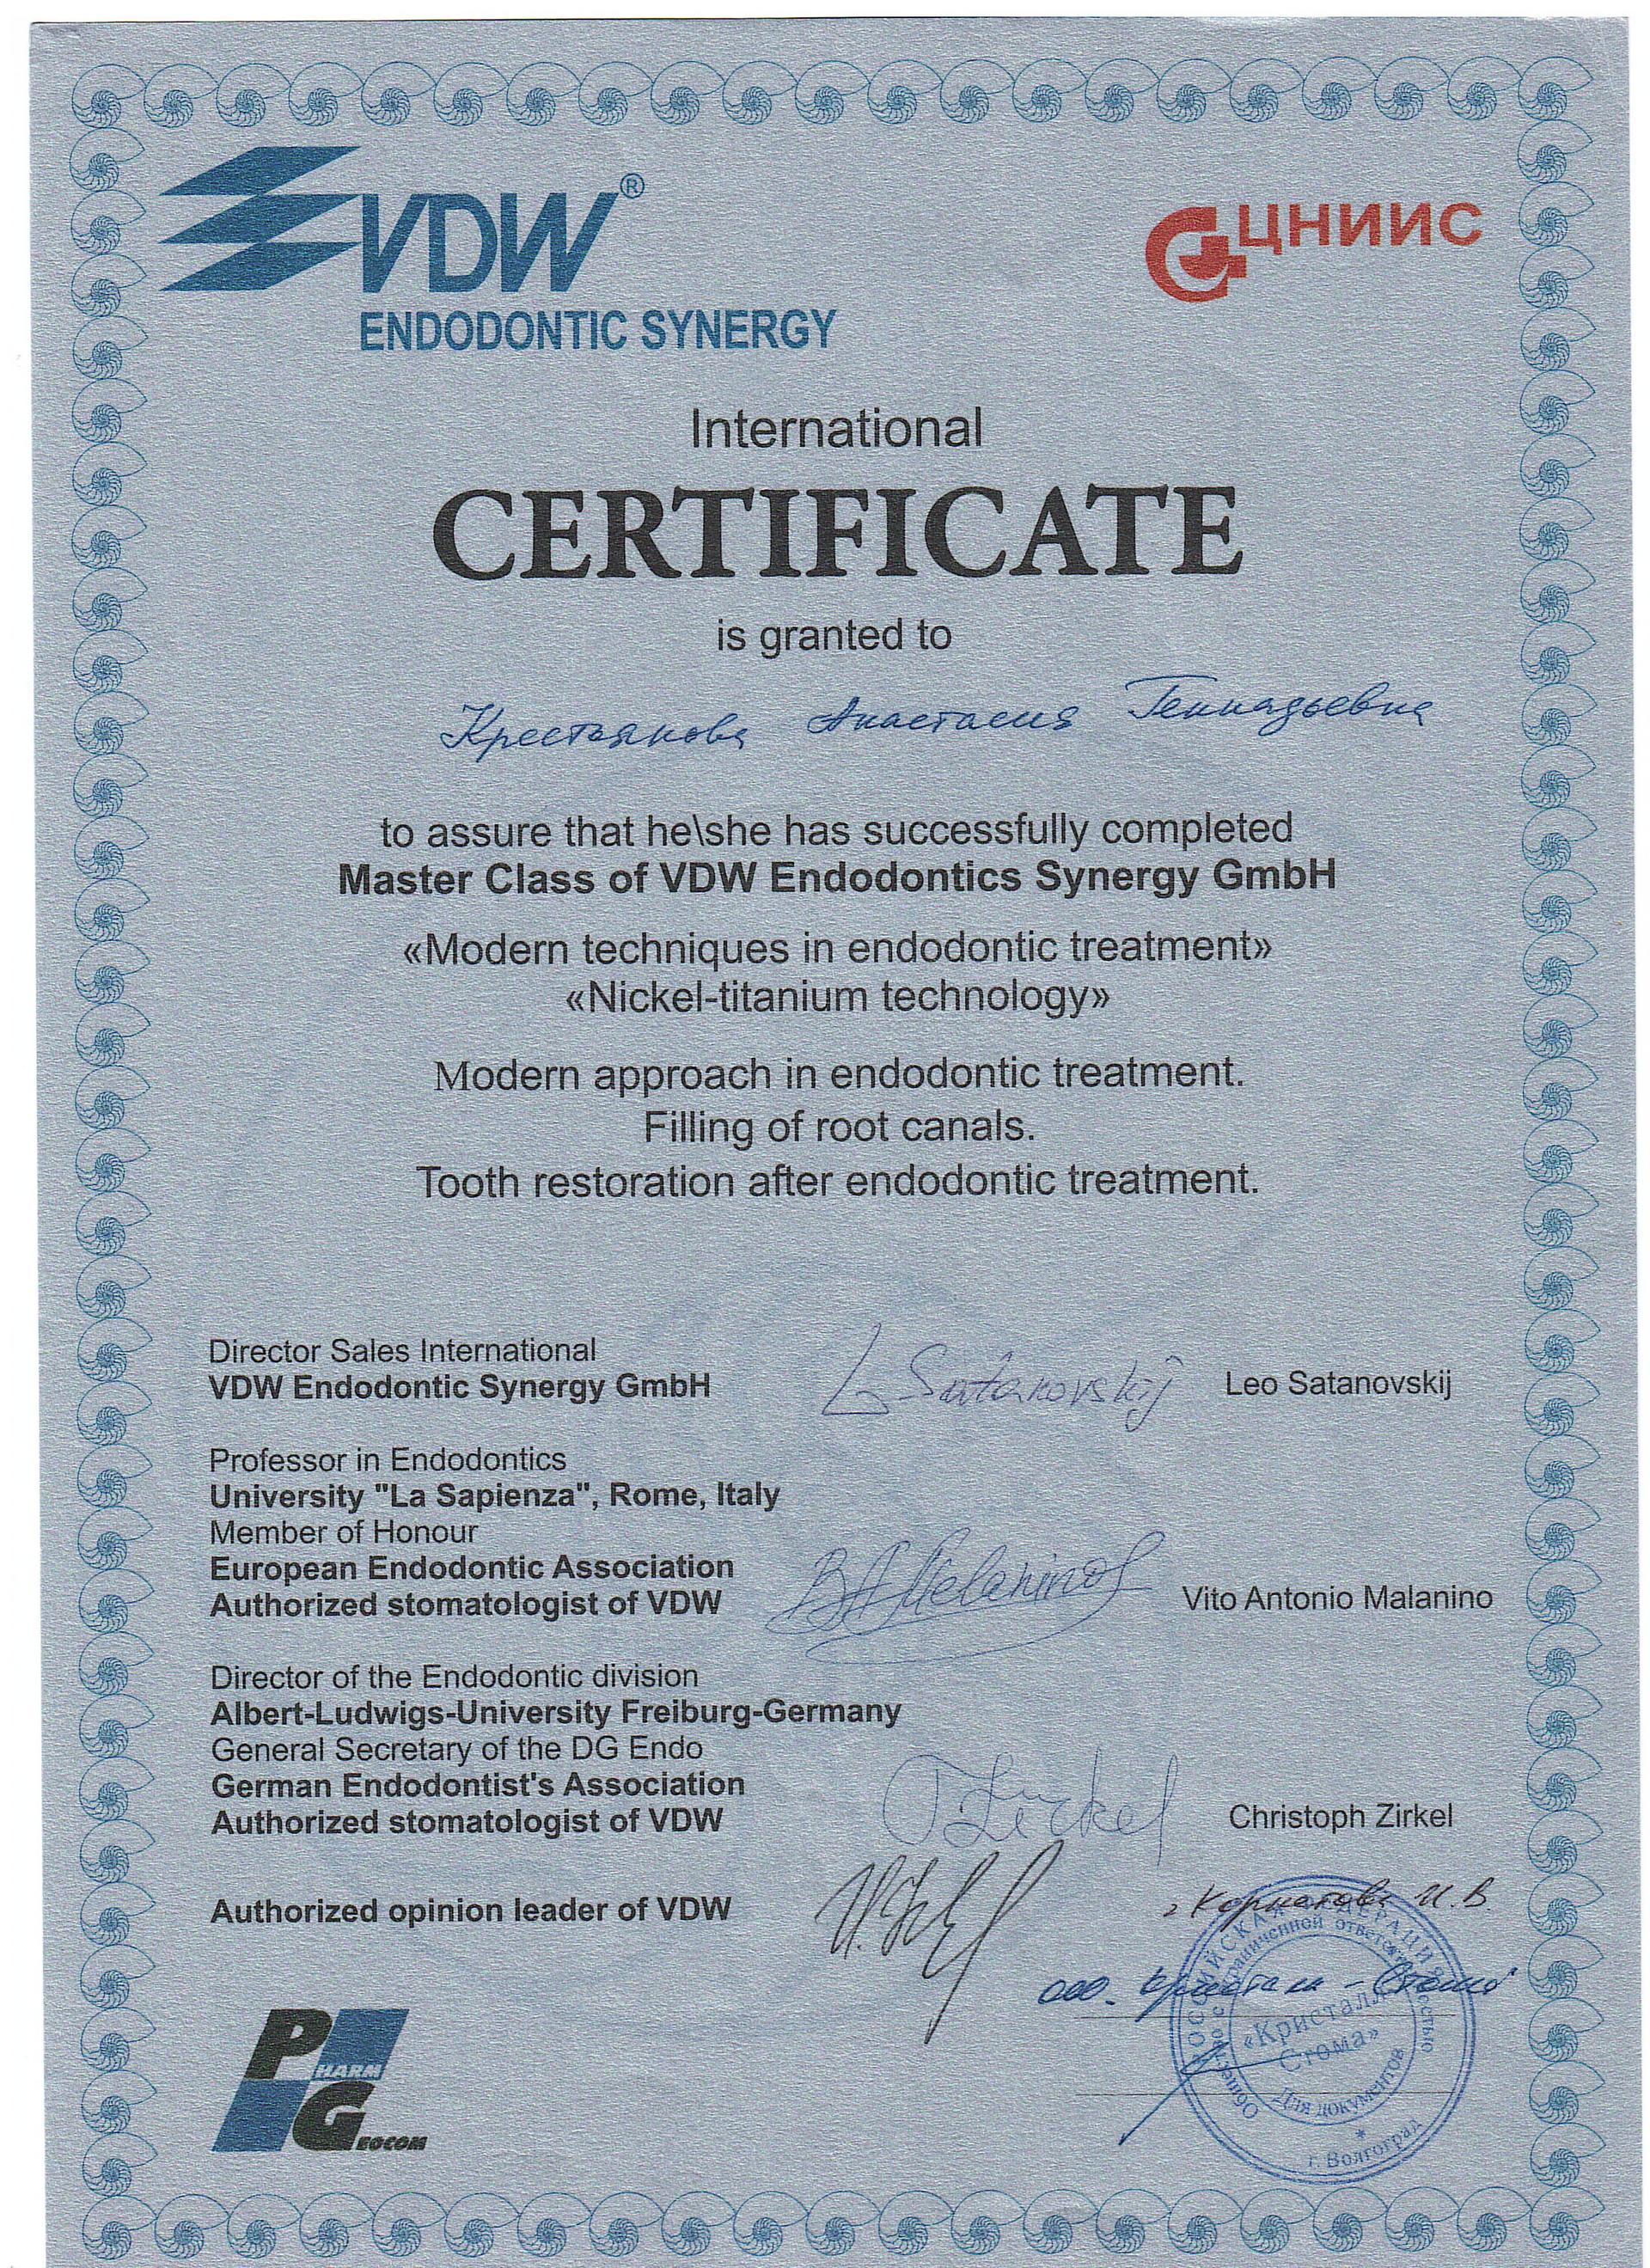 VDW®
ENDODONTIC SYNERGY
ЦНИИС
International
CERTIFICATE
is granted to
Крестьянова Анастасия Геннадьевна
to assure that he\she has successfully completed
Master Class of VDW Endodontics Synergy GmbH
«Modern techniques in endodontic treatment»
«Nickel-titanium technology»
Modern approach in endodontic treatment.
Filling of root canals.
Tooth restoration after endodontic treatment.
Director Sales International
VDW Endodontic Synergy GmbH
L Satanovskij
Leo Satanovskij
Professor in Endodontics
University "La Sapienza", Rome, Italy
Member of Honour
European Endodontic Association
Authorized stomatologist of VDW
Vito Antonio Malanino
Director of the Endodontic division
Albert-Ludwigs-University Freiburg-Germany
General Secretary of the DG Endo
German Endodontist's Association
Authorized stomatologist of VDW
Zirkel
Christoph Zirkel
Authorized opinion leader of VDW
И.В.
ооо. Кристалл - Стома
РОССИЙСКАЯ ФЕДЕРАЦИЯ
Общество с ограниченной ответственностью
«Кристалл
Стома»
Для документов
* г. Волгоград
PHARM
GEOCOM